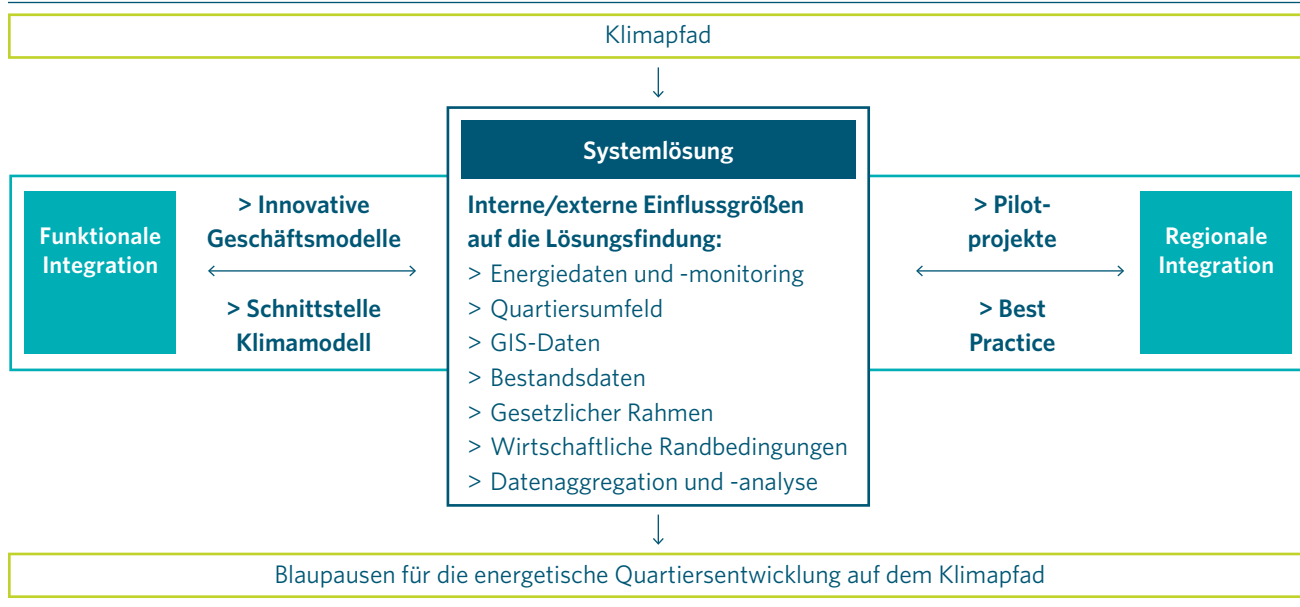 Klimapfad
Systemlösung
Funktionale
Integration
> Innovative
Geschäftsmodelle
> Schnittstelle
Klimamodell
Interne/externe Einflussgrößen
auf die Lösungsfindung:
> Energiedaten und -monitoring
> Quartiersumfeld
> GIS-Daten
> Bestandsdaten
> Gesetzlicher Rahmen
> Wirtschaftliche Randbedingungen
> Datenaggregation und -analyse
> Pilot-
projekte
> Best
Practice
Regionale
Integration
Blaupausen für die energetische Quartiersentwicklung auf dem Klimapfad